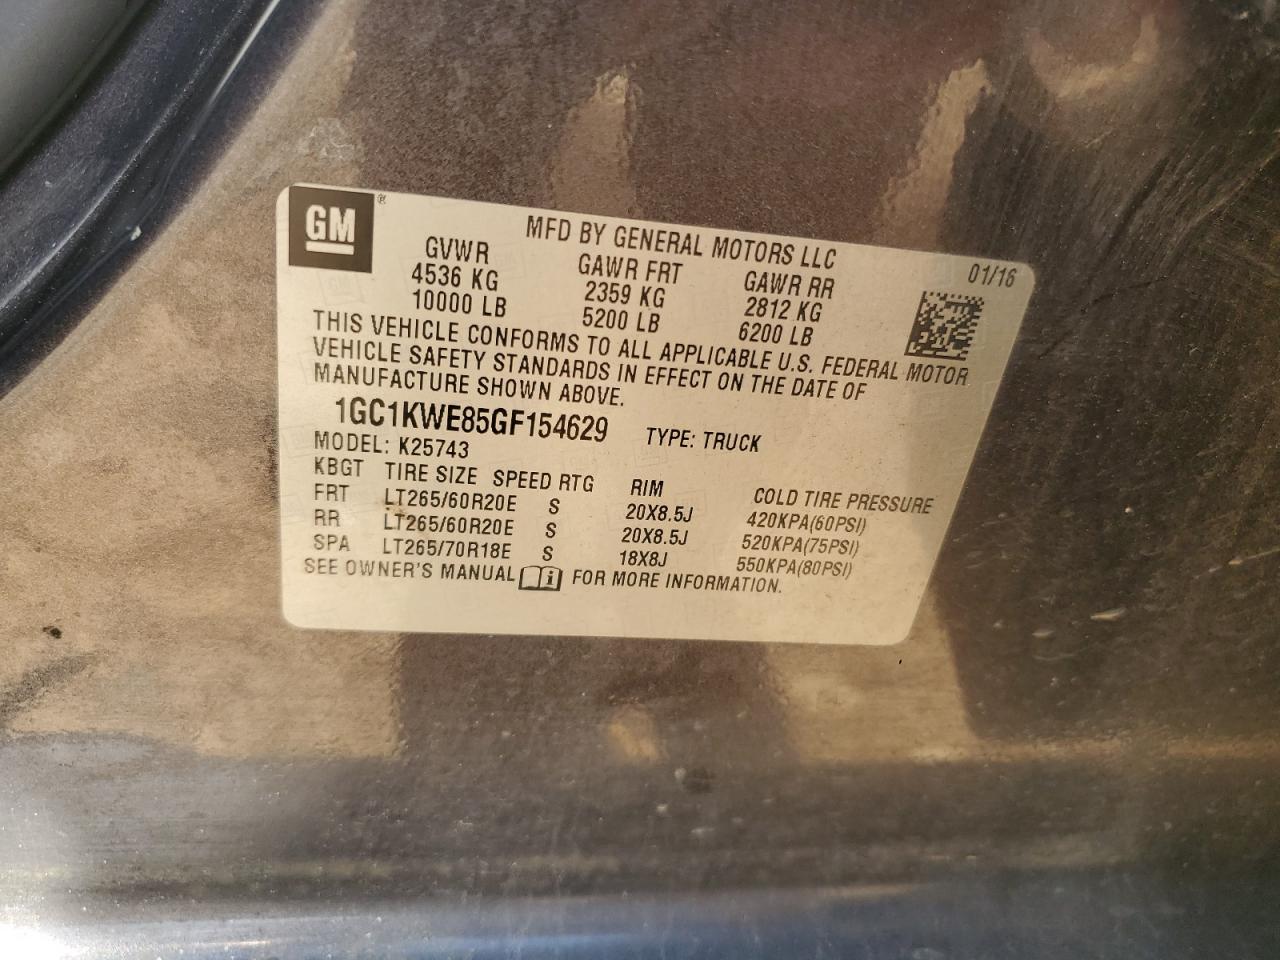 GM ®
MFD BY GENERAL MOTORS LLC
01/16
GVWR GAWR FRT GAWR RR
4536 KG 2359 KG 2812 KG
10000 LB 5200 LB 6200 LB
THIS VEHICLE CONFORMS TO ALL APPLICABLE U.S. FEDERAL MOTOR
VEHICLE SAFETY STANDARDS IN EFFECT ON THE DATE OF
MANUFACTURE SHOWN ABOVE.
1GC1KWE85GF154629 TYPE: TRUCK
MODEL: K25743
KBGT TIRE SIZE SPEED RTG RIM COLD TIRE PRESSURE
FRT LT265/60R20E S 20X8.5J 420KPA(60PSI)
RR LT265/60R20E S 20X8.5J 520KPA(75PSI)
SPA LT265/70R18E S 18X8J 550KPA(80PSI)
SEE OWNER'S MANUAL i FOR MORE INFORMATION.